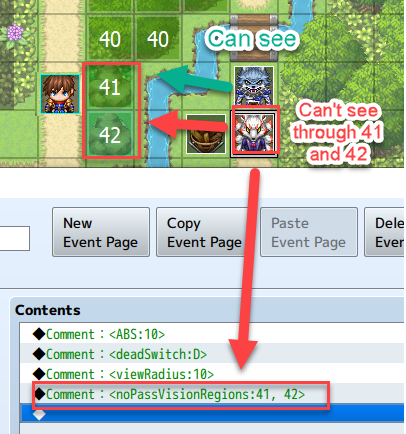 40 40
Can see
41
42
Can't see
through 41
and 42
New
Event Page
Copy
Event Page
Paste
Event Page
Dele
Event
Contents
◆Comment：<ABS:10>
◆Comment：<deadSwitch:D>
◆Comment：<viewRadius:10>
◆Comment：<noPassVisionRegions:41, 42>
◆